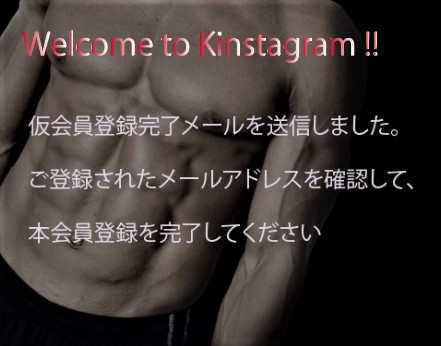 Welcome to Kinstagram !!
仮会員登録完了メールを送信しました。
ご登録されたメールアドレスを確認して、
本会員登録を完了してください